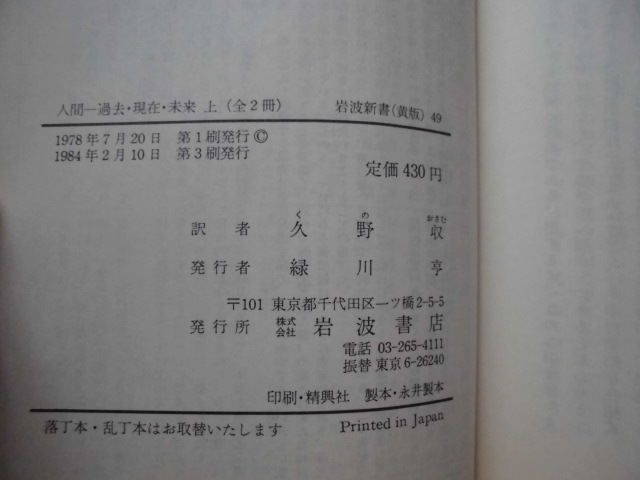 人間―過去・現在・未来 上 (全2冊)　岩波新書(黄版) 49
1978年7月20日　第1刷発行©
1984年2月10日　第3刷発行
定価 430円
くの　おさむ
訳者　久野　収
発行者　緑川　亨
〒101 東京都千代田区一ツ橋2-5-5
発行所　株式会社　岩波書店
電話 03-265-4111
振替 東京6-26240
印刷・精興社　製本・永井製本
落丁本・乱丁本はお取替いたします　Printed in Japan